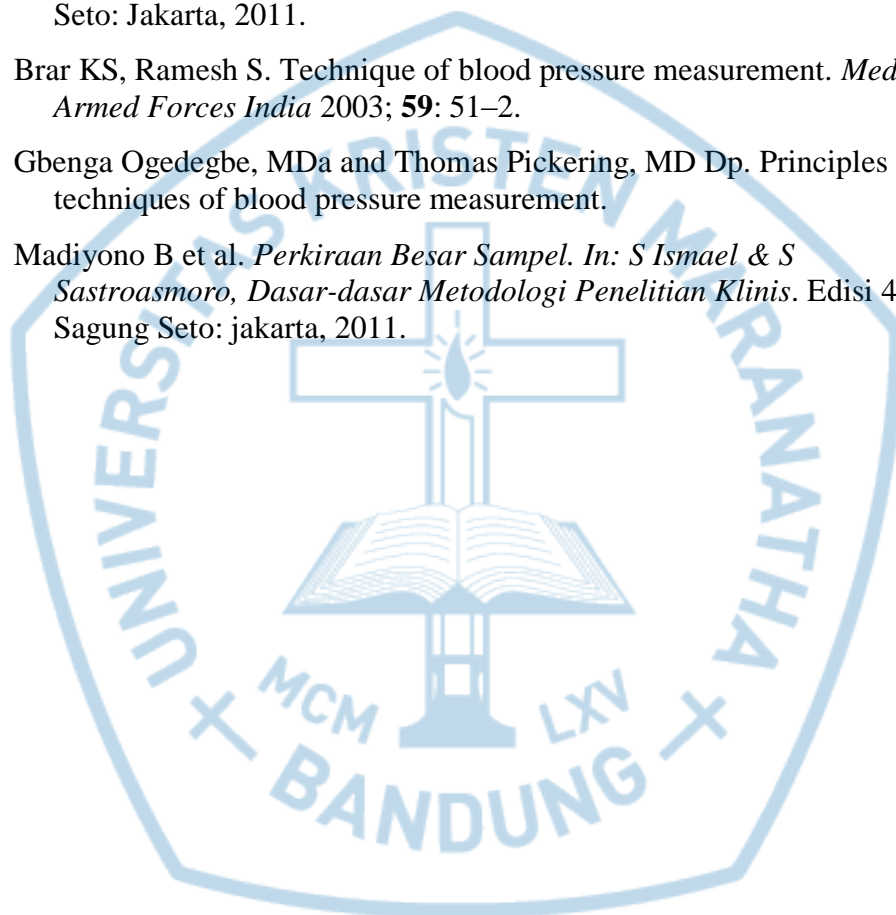 Seto: Jakarta, 2011.
Brar KS, Ramesh S. Technique of blood pressure measurement. Med
Armed Forces India 2003; 59: 51–2.
Gbenga Ogedegbe, MDa and Thomas Pickering, MD Dp. Principles
techniques of blood pressure measurement.
Madiyono B et al. Perkiraan Besar Sampel. In: S Ismael & S
Sastroasmoro, Dasar-dasar Metodologi Penelitian Klinis. Edisi 4
Sagung Seto: jakarta, 2011.
UNIVERSITAS KRISTEN MARANATHA
MCM LXV
BANDUNG